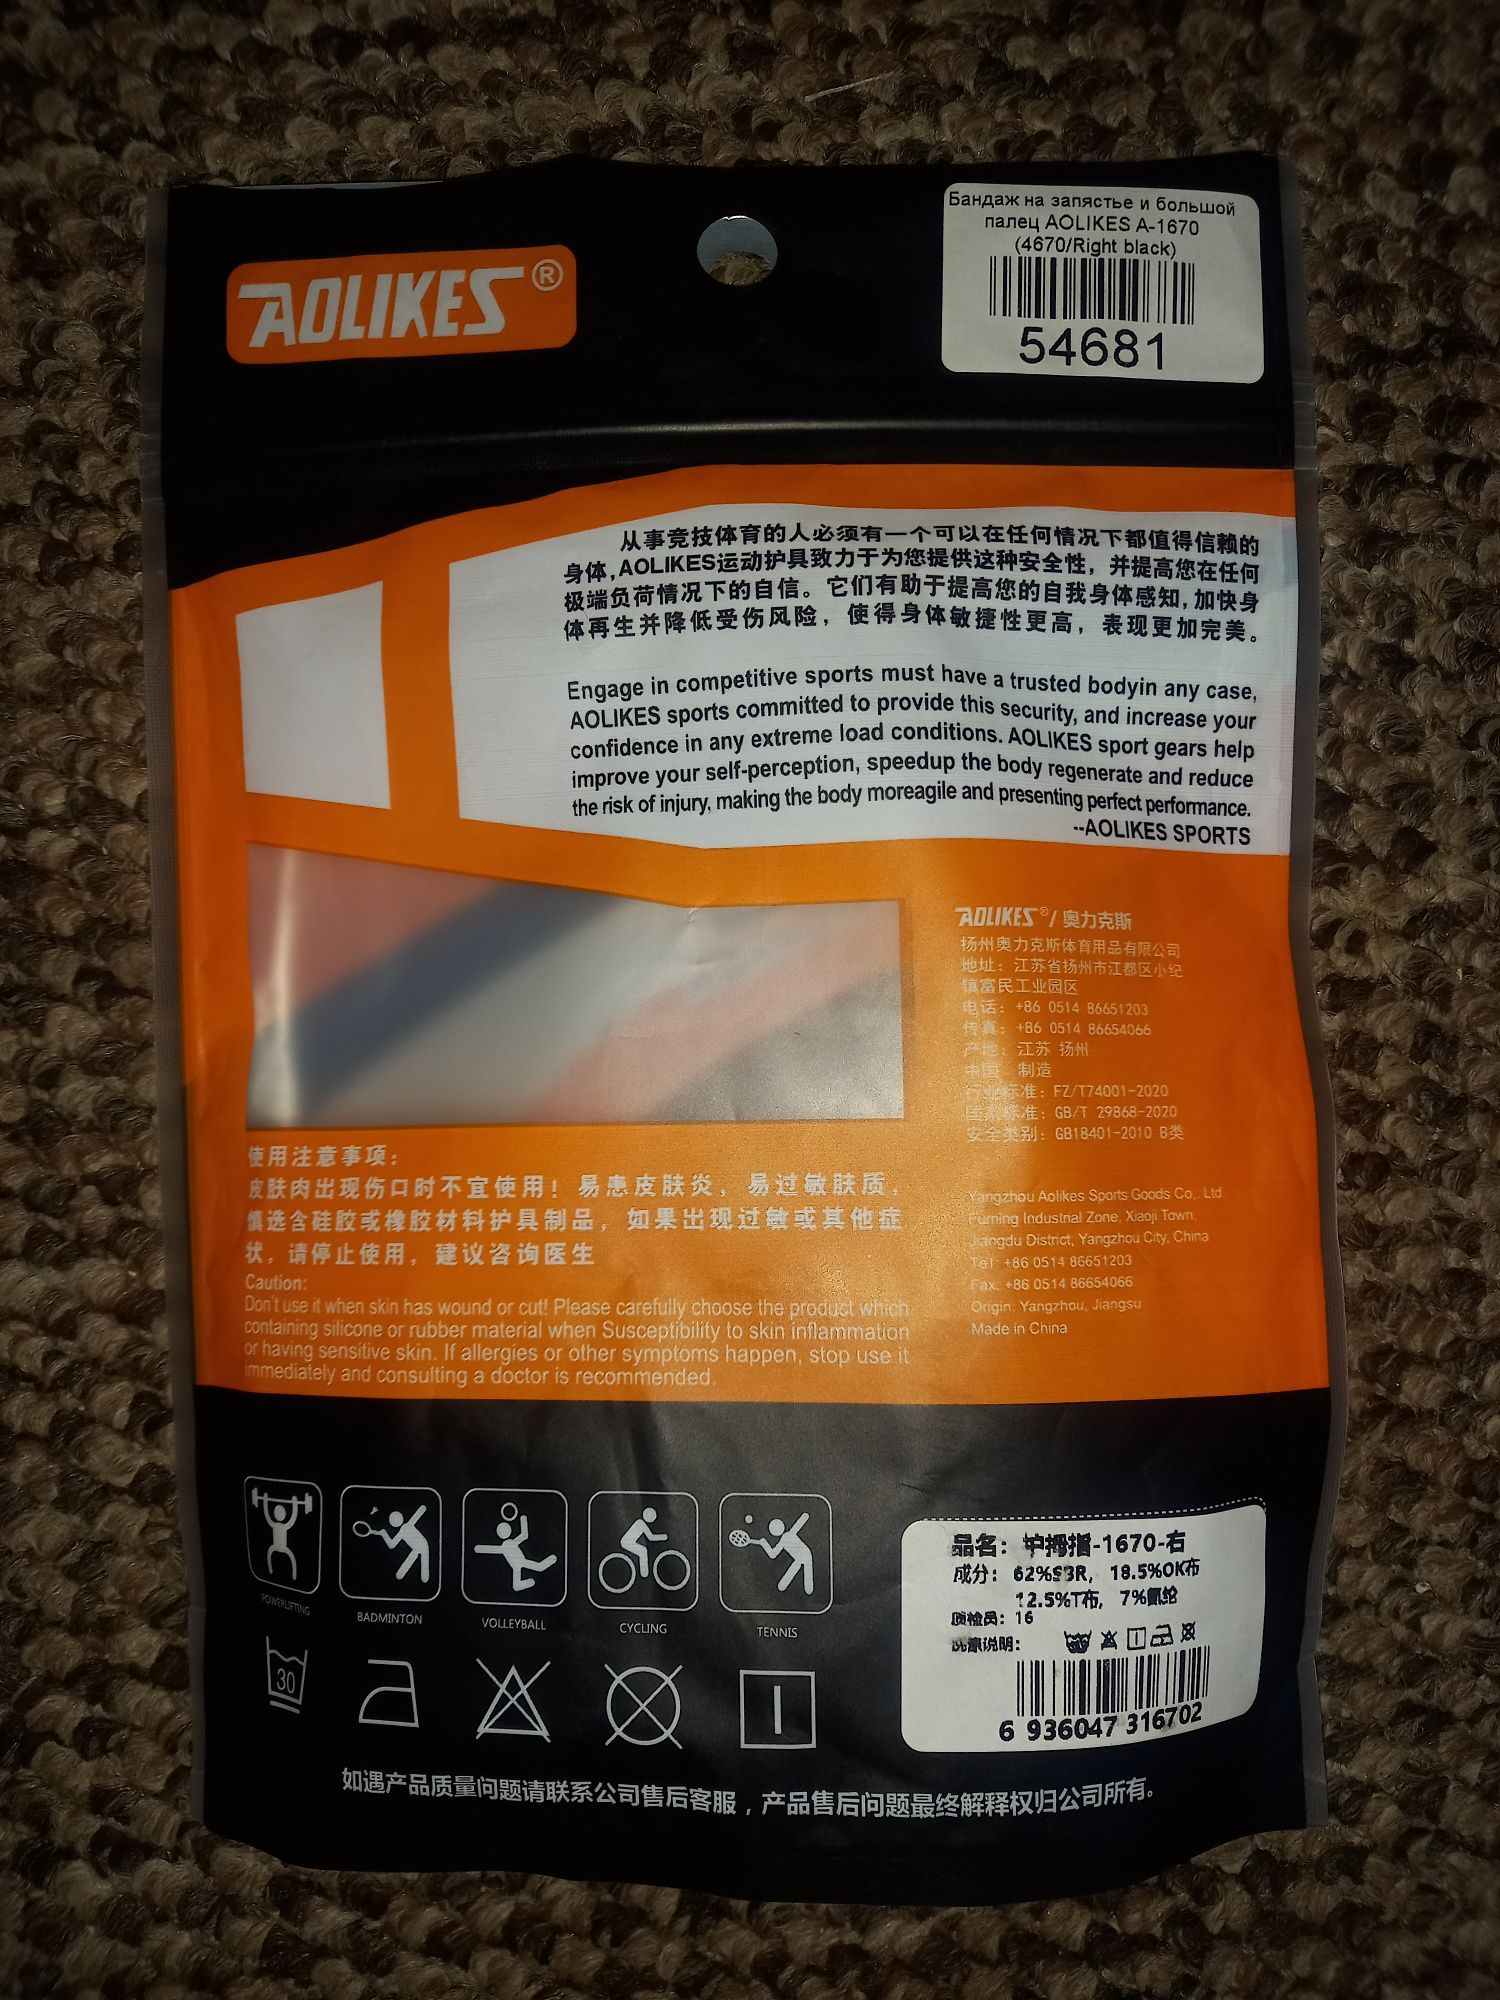 AOLIKES®
Бандаж на запястье и большой
палец AOLIKES A-1670
(4670/Right black)
54681
从事竞技体育的人必须有一个可以在任何情况下都值得信赖的
身体,AOLIKES运动护具致力于为您提供这种安全性，并提高您在任何
极端负荷情况下的自信。它们有助于提高您的自我身体感知,加快身
体再生并降低受伤风险，使得身体敏捷性更高，表现更加完美。
Engage in competitive sports must have a trusted bodyin any case,
AOLIKES sports committed to provide this security, and increase your
confidence in any extreme load conditions. AOLIKES sport gears help
improve your self-perception, speedup the body regenerate and reduce
the risk of injury, making the body moreagile and presenting perfect performance.
--AOLIKES SPORTS
AOLIKES®/奥力克斯
扬州奥力克斯体育用品有限公司
地址：江苏省扬州市江都区小纪
镇富民工业园区
电话：+86 0514 86651203
传真：+86 0514 86654066
产地：江苏 扬州
中国 制造
行业标准：FZ/T74001-2020
国家标准：GB/T 29868-2020
安全类别：GB18401-2010 B类
Yangzhou Aolikes Sports Goods Co,. Ltd.
Fuming Industrial Zone, Xiaoji Town,
Jiangdu District, Yangzhou City, China
Tel: +86 0514 86651203
Fax: +86 0514 86654066
Origin: Yangzhou, Jiangsu
Made in China
使用注意事项：
皮肤肉出现伤口时不宜使用！易患皮肤炎，易过敏肤质，
慎选含硅胶或橡胶材料护具制品，如果出现过敏或其他症
状，请停止使用，建议咨询医生
Caution:
Don't use it when skin has wound or cut! Please carefully choose the product which
containing silicone or rubber material when Susceptibility to skin inflammation
or having sensitive skin. If allergies or other symptoms happen, stop use it
immediately and consulting a doctor is recommended.
POWERLIFTING
BADMINTON
VOLLEYBALL
CYCLING
TENNIS
30
品名：护拇指-1670-右
成分：62%SBR，18.5%OK布
12.5%T布，7%氨纶
质检员：16
洗涤说明：
6 936047 316702
如遇产品质量问题请联系公司售后客服，产品售后问题最终解释权归公司所有。